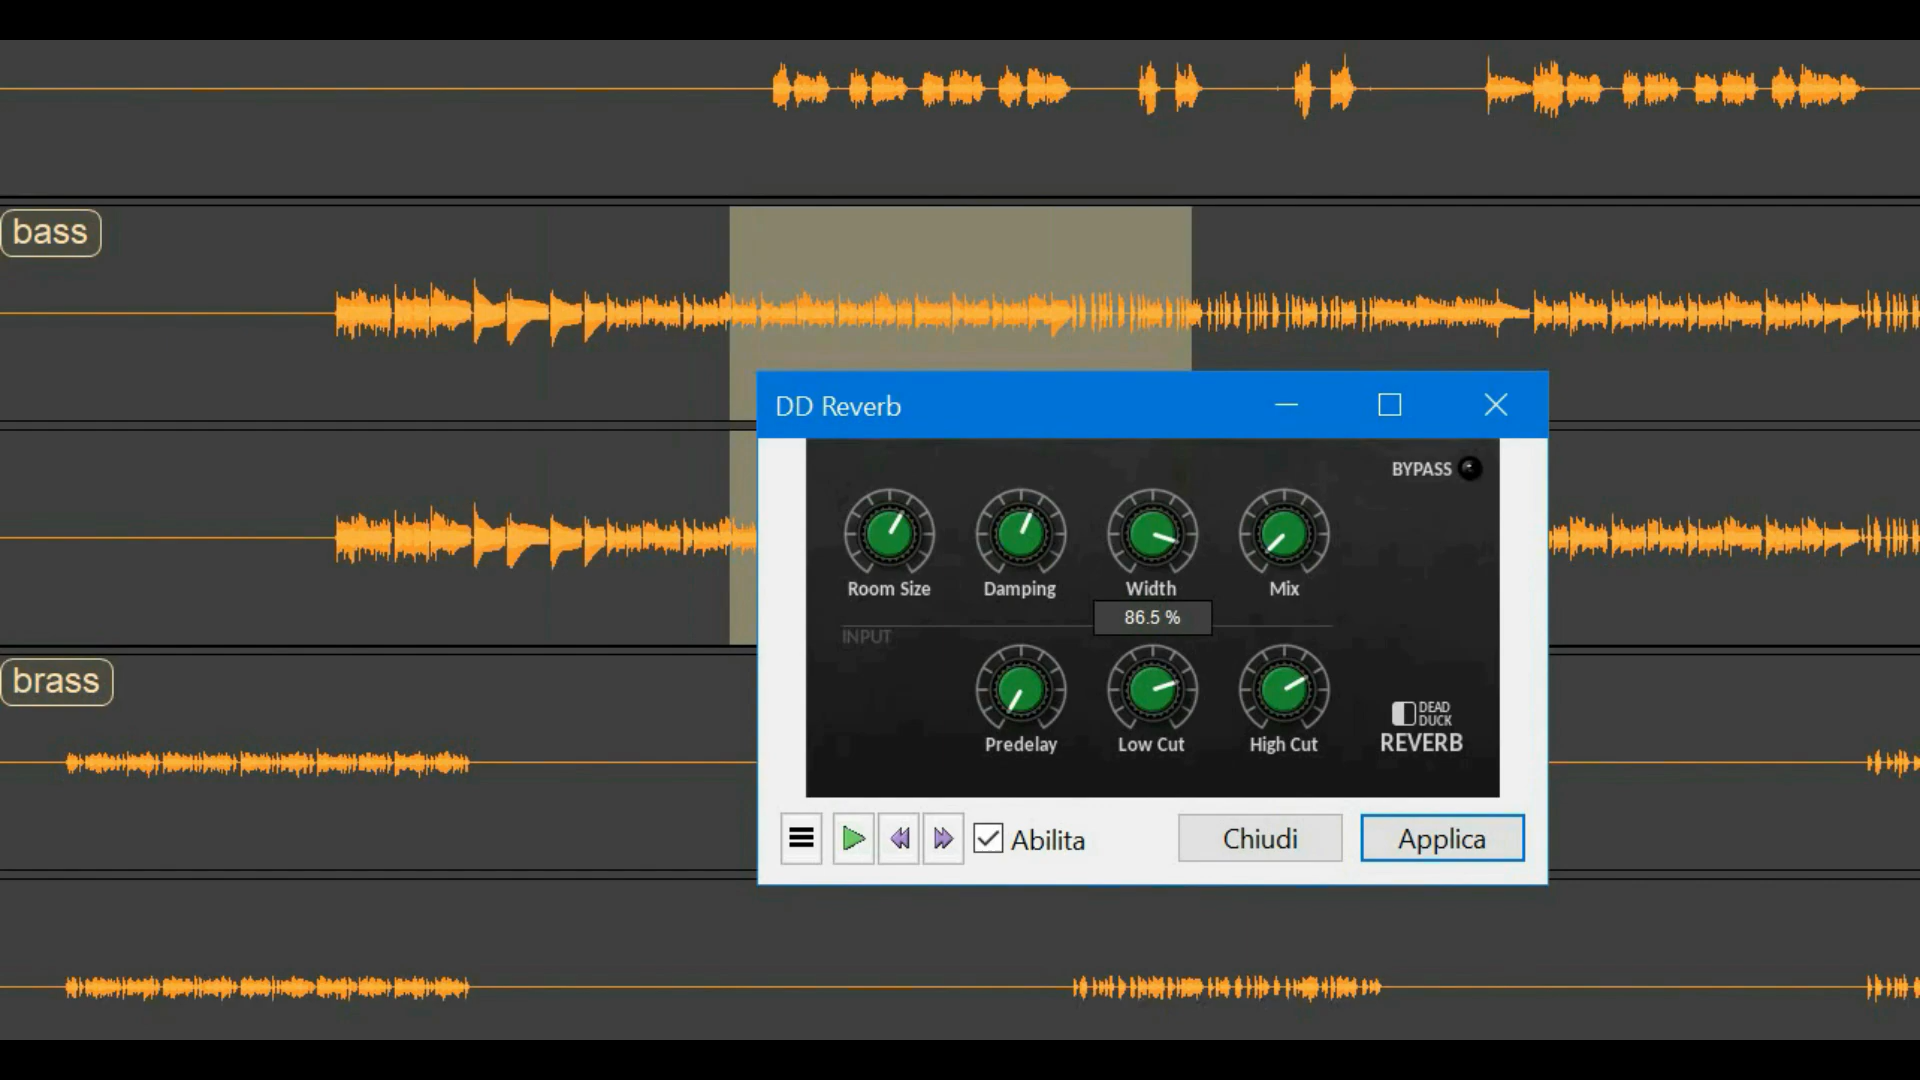 bass
DD Reverb
BYPASS
Room Size Damping Width Mix
86.5 %
INPUT
Predelay Low Cut High Cut
DEAD
DUCK
REVERB
brass
Abilita Chiudi Applica